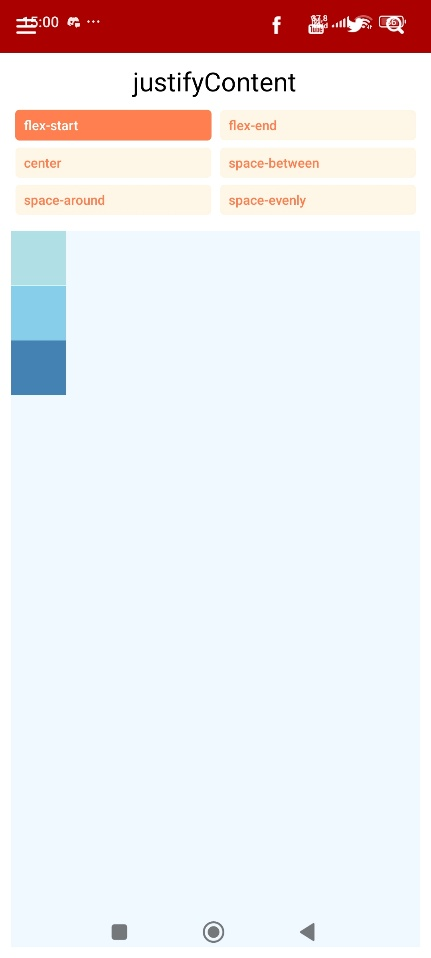 15:00
justifyContent
flex-start
flex-end
center
space-between
space-around
space-evenly